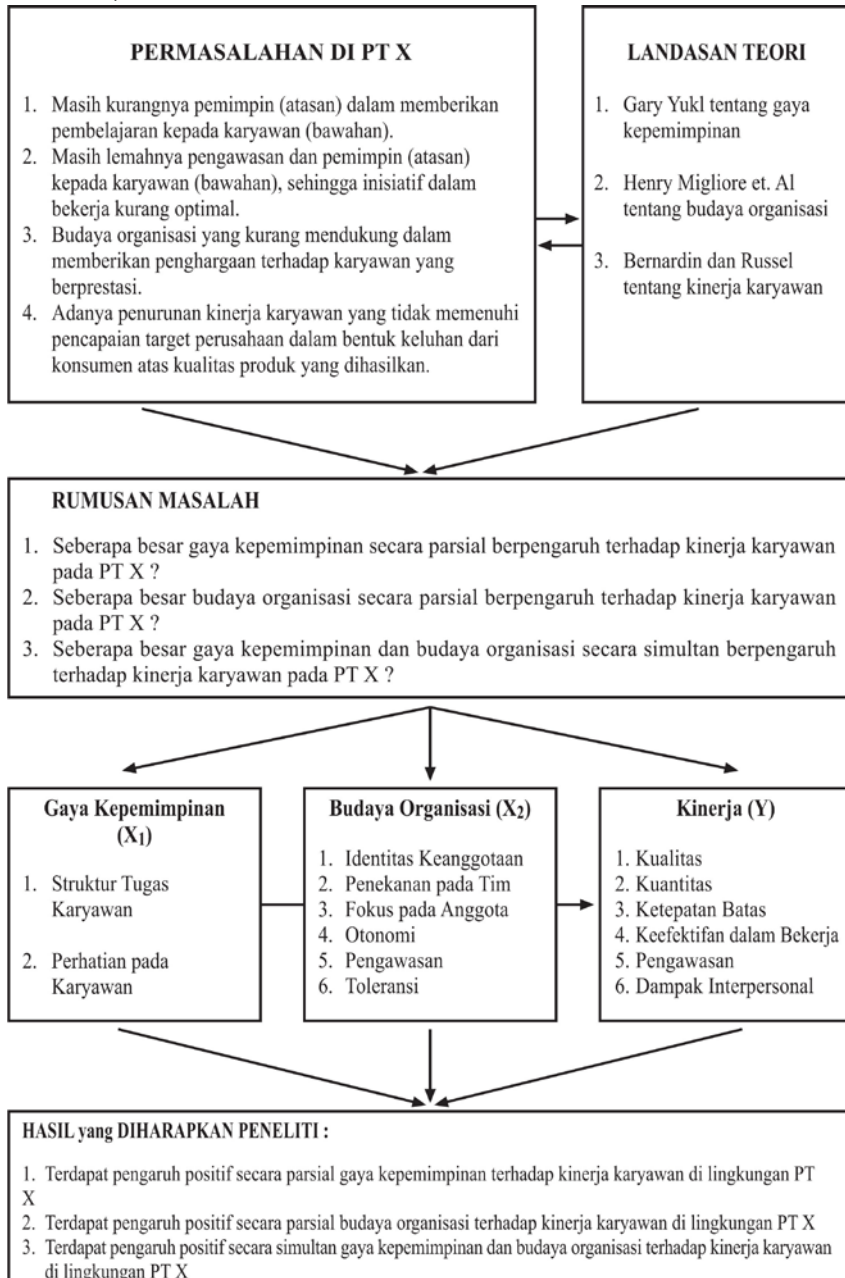 PERMASALAHAN DI PT X
1. Masih kurangnya pemimpin (atasan) dalam memberikan
pembelajaran kepada karyawan (bawahan).
2. Masih lemahnya pengawasan dan pemimpin (atasan)
kepada karyawan (bawahan), sehingga inisiatif dalam
bekerja kurang optimal.
3. Budaya organisasi yang kurang mendukung dalam
memberikan penghargaan terhadap karyawan yang
berprestasi.
4. Adanya penurunan kinerja karyawan yang tidak memenuhi
pencapaian target perusahaan dalam bentuk keluhan dari
konsumen atas kualitas produk yang dihasilkan.
LANDASAN TEORI
1. Gary Yukl tentang gaya
kepemimpinan
2. Henry Migliore et. Al
tentang budaya organisasi
3. Bernardin dan Russel
tentang kinerja karyawan
RUMUSAN MASALAH
1. Seberapa besar gaya kepemimpinan secara parsial berpengaruh terhadap kinerja karyawan
pada PT X ?
2. Seberapa besar budaya organisasi secara parsial berpengaruh terhadap kinerja karyawan
pada PT X ?
3. Seberapa besar gaya kepemimpinan dan budaya organisasi secara simultan berpengaruh
terhadap kinerja karyawan pada PT X ?
Gaya Kepemimpinan
(X1)
1. Struktur Tugas
Karyawan
2. Perhatian pada
Karyawan
Budaya Organisasi (X2)
1. Identitas Keanggotaan
2. Penekanan pada Tim
3. Fokus pada Anggota
4. Otonomi
5. Pengawasan
6. Toleransi
Kinerja (Y)
1. Kualitas
2. Kuantitas
3. Ketepatan Batas
4. Keefektifan dalam Bekerja
5. Pengawasan
6. Dampak Interpersonal
HASIL yang DIHARAPKAN PENELITI :
1. Terdapat pengaruh positif secara parsial gaya kepemimpinan terhadap kinerja karyawan di lingkungan PT
X
2. Terdapat pengaruh positif secara parsial budaya organisasi terhadap kinerja karyawan di lingkungan PT X
3. Terdapat pengaruh positif secara simultan gaya kepemimpinan dan budaya organisasi terhadap kinerja karyawan
di lingkungan PT X